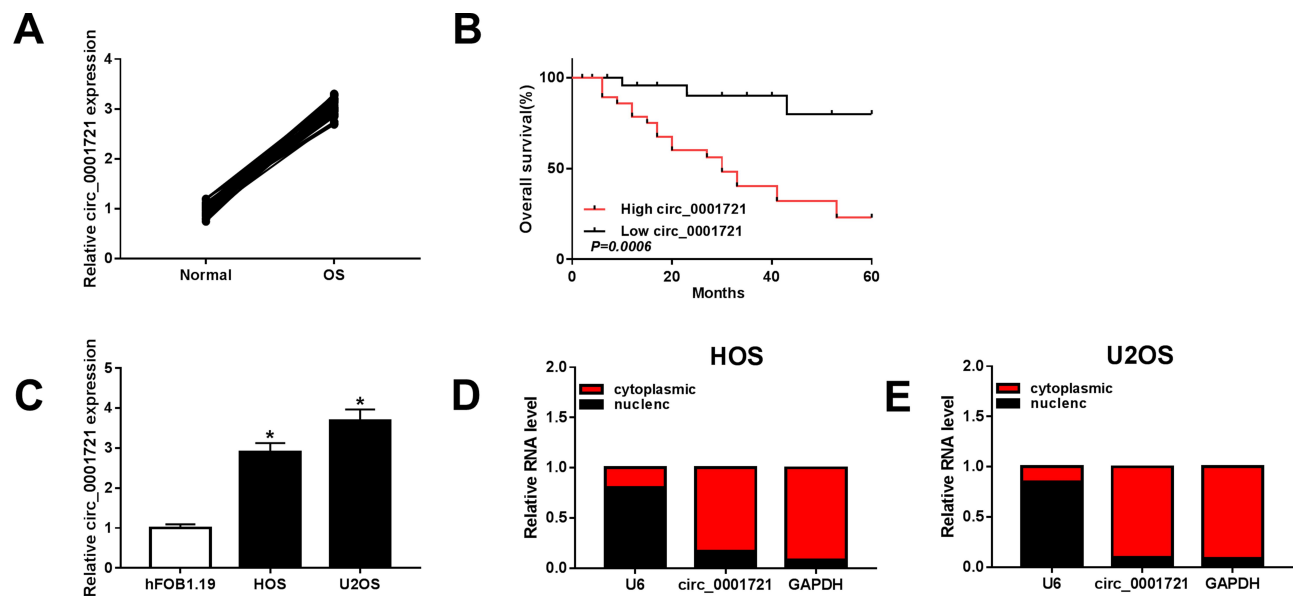 A
Relative circ_0001721 expression
4
3
2
1
0
Normal
OS
B
Overall survival(%)
100
50
0
High circ_0001721
Low circ_0001721
P=0.0006
0
20
40
60
Months
C
Relative circ_0001721 expression
5
4
3
2
1
0
*
*
hFOB1.19
HOS
U2OS
D
HOS
Relative RNA level
2.0
1.5
1.0
0.5
0.0
cytoplasmic
nuclenc
U6
circ_0001721
GAPDH
E
U2OS
Relative RNA level
2.0
1.5
1.0
0.5
0.0
cytoplasmic
nuclenc
U6
circ_0001721
GAPDH